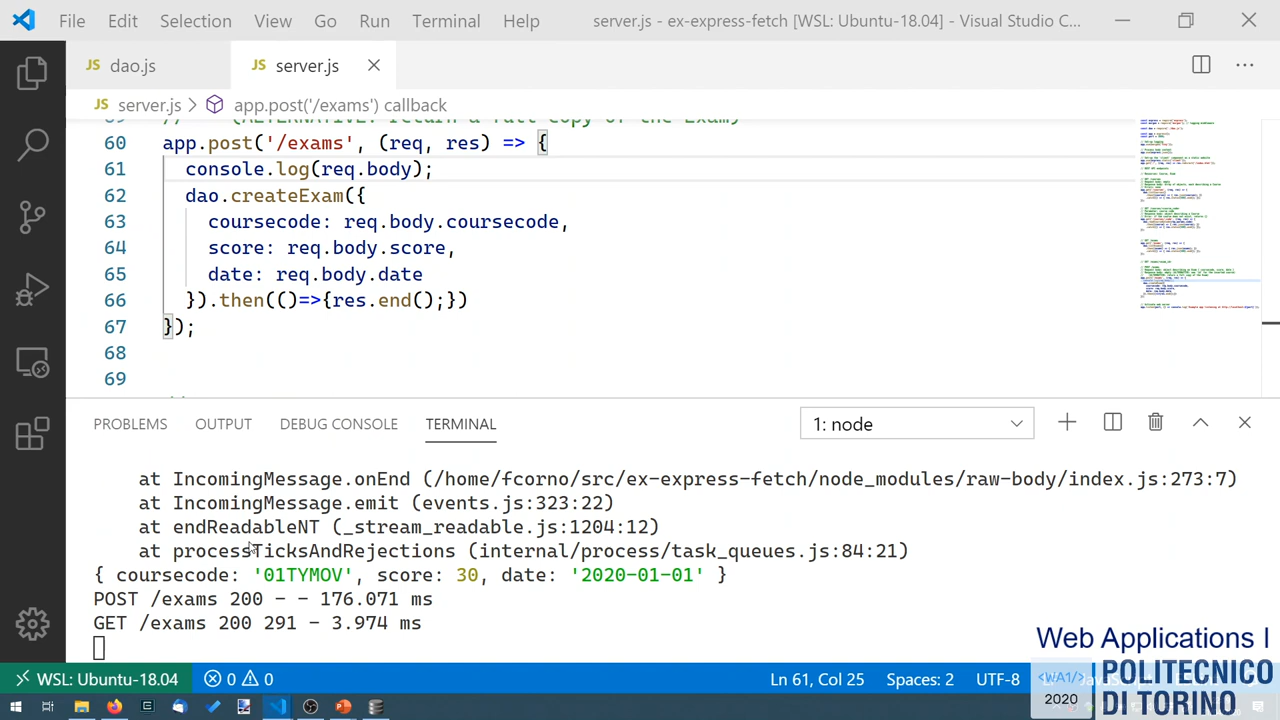 File Edit Selection View Go Run Terminal Help server.js - ex-express-fetch [WSL: Ubuntu-18.04] - Visual Studio C...
JS dao.js JS server.js
JS server.js > app.post('/exams') callback
60 app.post('/exams', (req, res) => {
61 console.log(req.body);
62 dao.createExam({
63 coursecode: req.body.coursecode,
64 score: req.body.score,
65 date: req.body.date
66 }).then(()=>{res.end()});
67 });
68
69
PROBLEMS OUTPUT DEBUG CONSOLE TERMINAL 1: node
at IncomingMessage.onEnd (/home/fcorno/src/ex-express-fetch/node_modules/raw-body/index.js:273:7)
at IncomingMessage.emit (events.js:323:22)
at endReadableNT (_stream_readable.js:1204:12)
at processTicksAndRejections (internal/process/task_queues.js:84:21)
{ coursecode: '01TYMOV', score: 30, date: '2020-01-01' }
POST /exams 200 - - 176.071 ms
GET /exams 200 291 - 3.974 ms
Web Applications I
WSL: Ubuntu-18.04 0 0 Ln 61, Col 25 Spaces: 2 UTF-8
<WA1/> POLITECNICO
2020 DI TORINO